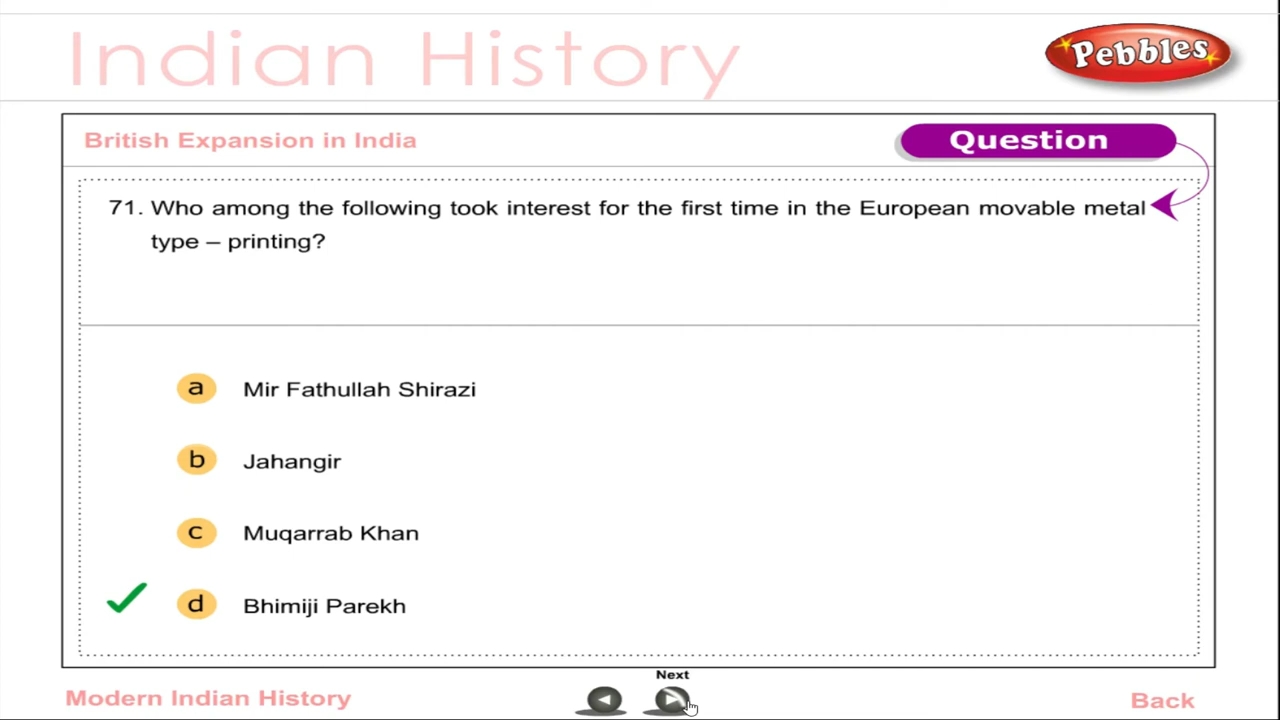 Indian History
Pebbles
British Expansion in India
Question
71. Who among the following took interest for the first time in the European movable metal
type – printing?
a Mir Fathullah Shirazi
b Jahangir
c Muqarrab Khan
d Bhimiji Parekh
Next
Modern Indian History
Back